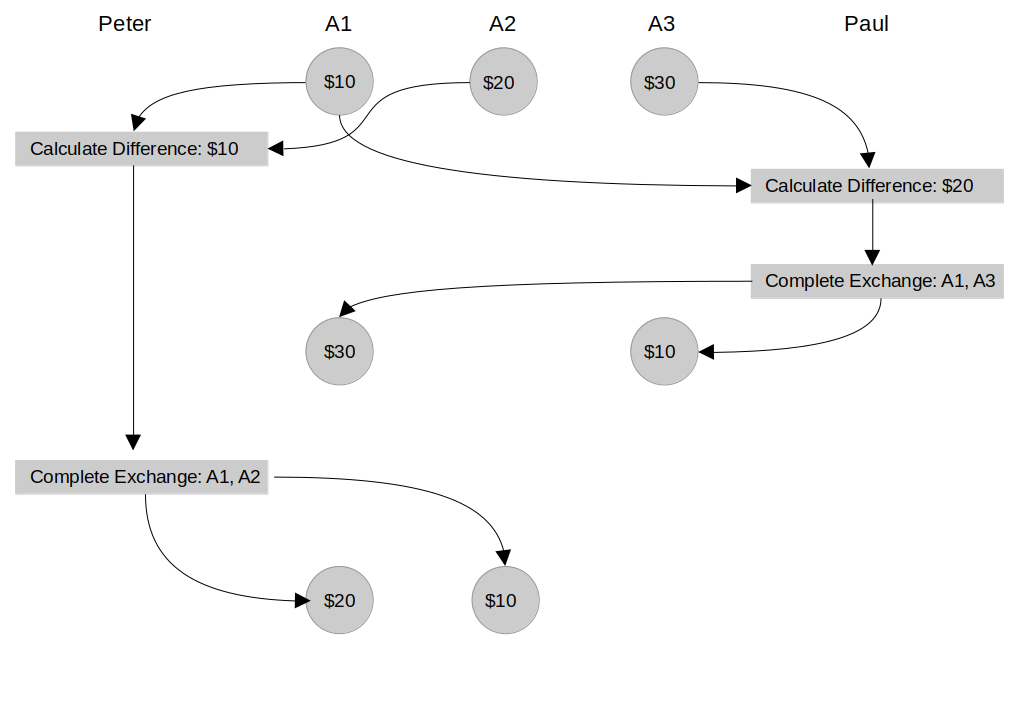 Peter A1 A2 A3 Paul
$10 $20 $30
Calculate Difference: $10
Calculate Difference: $20
Complete Exchange: A1, A3
$30 $10
Complete Exchange: A1, A2
$20 $10